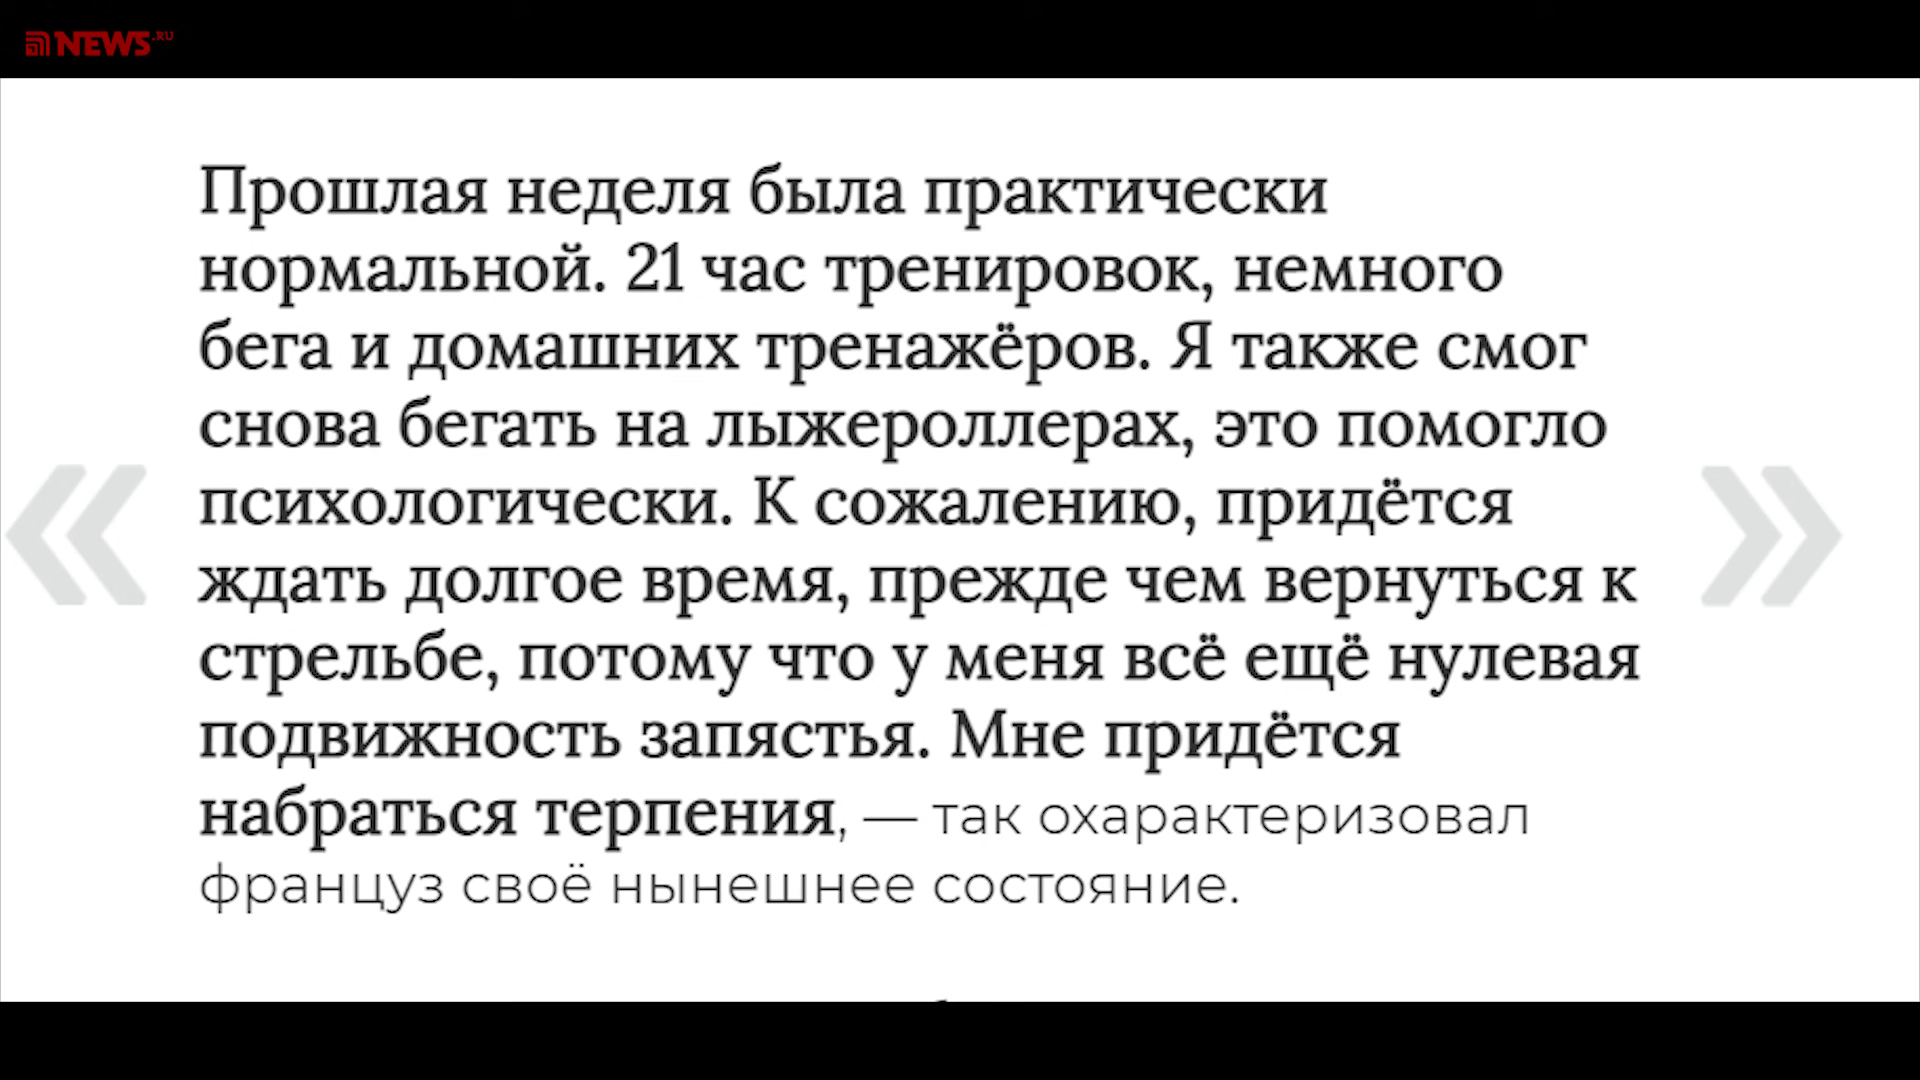 NEWS.RU
Прошлая неделя была практически
нормальной. 21 час тренировок, немного
бега и домашних тренажёров. Я также смог
снова бегать на лыжероллерах, это помогло
психологически. К сожалению, придётся
ждать долгое время, прежде чем вернуться к
стрельбе, потому что у меня всё ещё нулевая
подвижность запястья. Мне придётся
набраться терпения, — так охарактеризовал
француз своё нынешнее состояние.